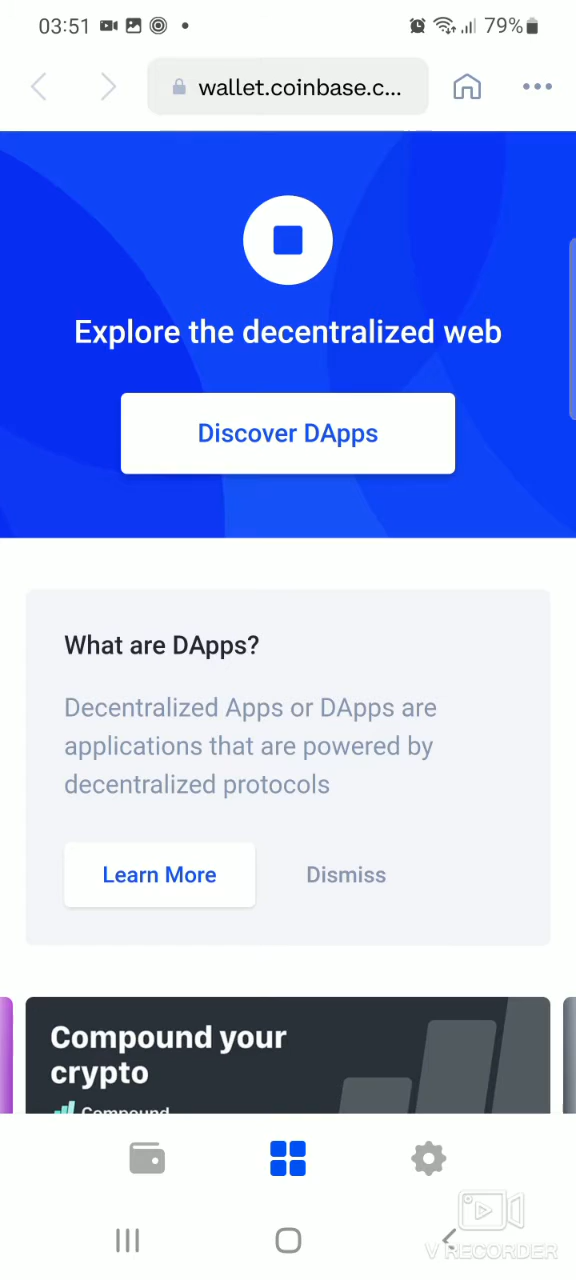 03:51
79%
wallet.coinbase.c...
Explore the decentralized web
Discover DApps
What are DApps?
Decentralized Apps or DApps are
applications that are powered by
decentralized protocols
Learn More
Dismiss
Compound your
crypto
Compound
V RECORDER